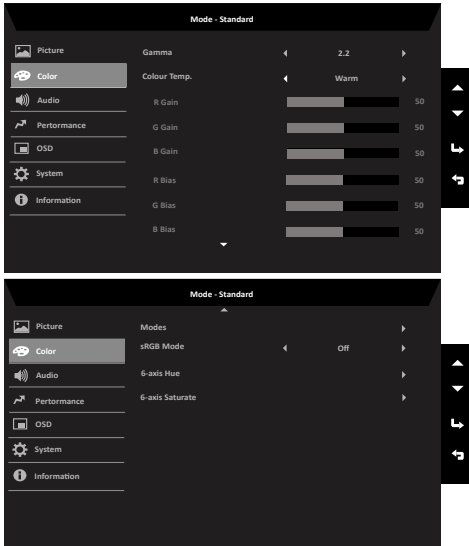 Mode - Standard
Picture
Gamma 2.2
Color
Colour Temp. Warm
Audio
R Gain 50
Pertormance
G Gain 50
OSD
B Gain 50
System
R Bias 50
Information
G Bias 50
B Bias 50
Mode - Standard
Picture
Modes
Color
sRGB Mode Off
Audio
6-axis Hue
Pertormance
6-axis Saturate
OSD
System
Information